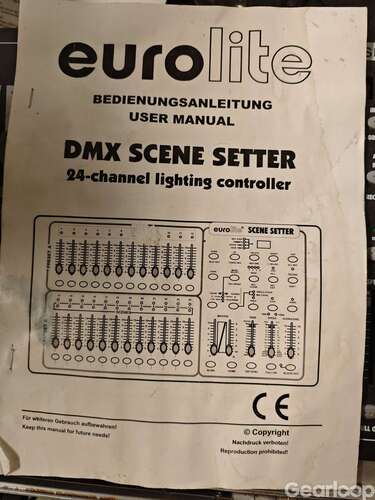 eurolite
BEDIENUNGSANLEITUNG
USER MANUAL
DMX SCENE SETTER
24-channel lighting controller
eurolite SCENE SETTER
PRESET A
Für weiteren Gebrauch aufbewahren!
Keep this manual for future needs!
CE
© Copyright
Nachdruck verboten!
Reproduction prohibited!
Gearloop